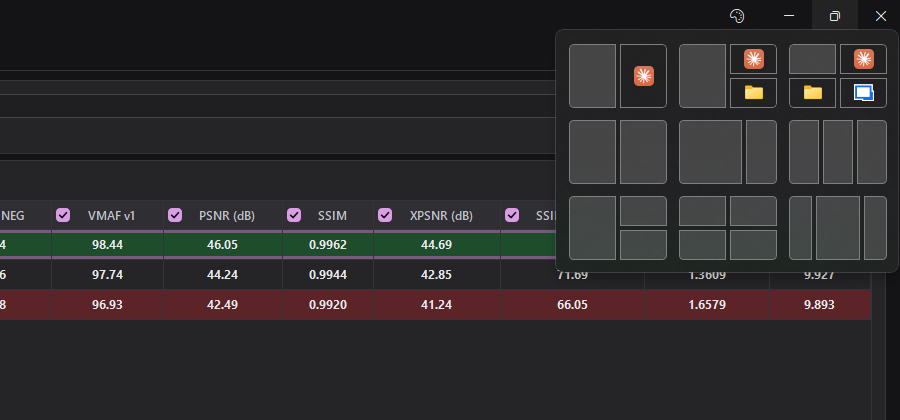 NEG VMAF v1 PSNR (dB) SSIM XPSNR (dB)
4 98.44 46.05 0.9962 44.69
6 97.74 44.24 0.9944 42.85 71.69 1.3609 9.927
8 96.93 42.49 0.9920 41.24 66.05 1.6579 9.893